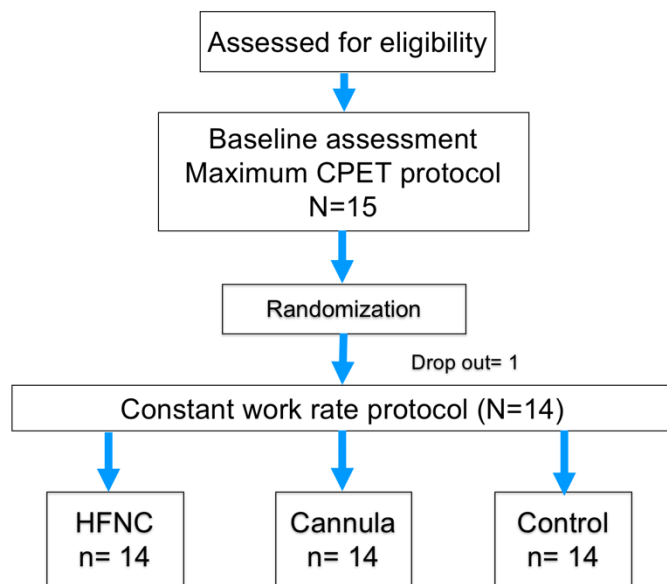 Assessed for eligibility
Baseline assessment
Maximum CPET protocol
N=15
Randomization
Drop out= 1
Constant work rate protocol (N=14)
HFNC
n= 14
Cannula
n= 14
Control
n= 14